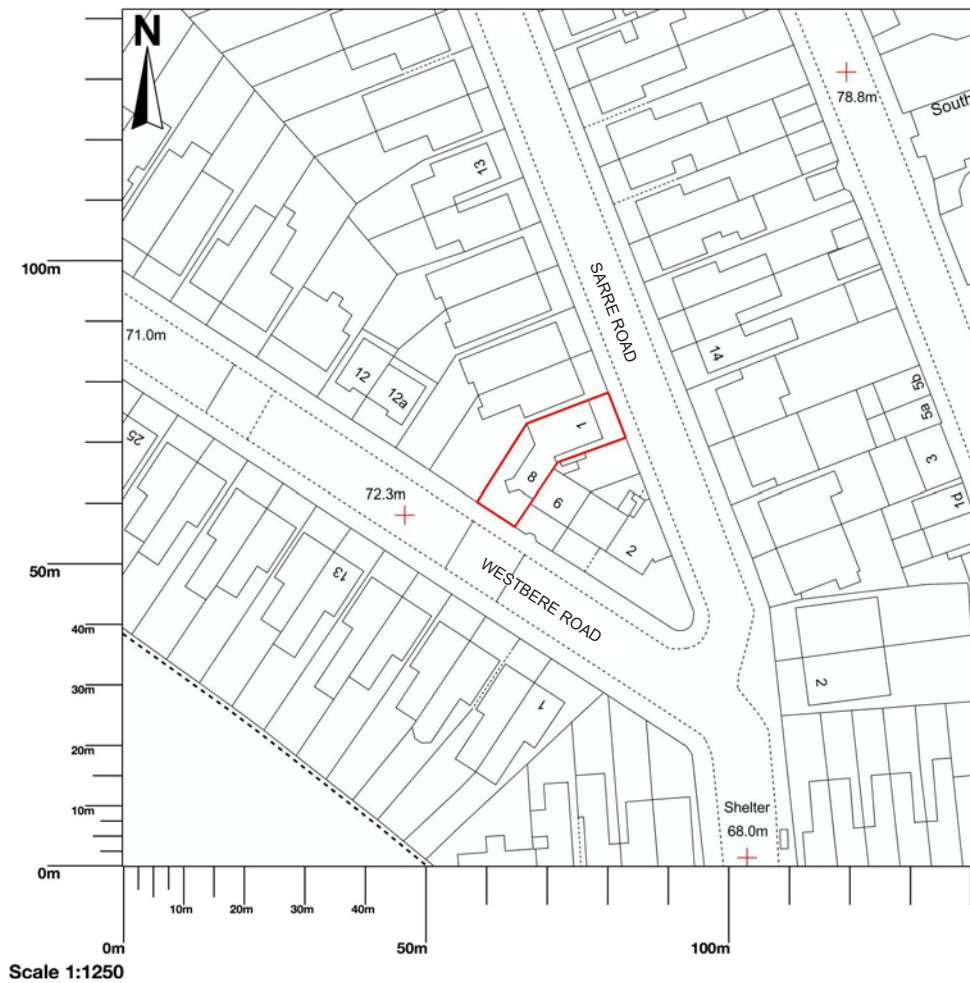 N
78.8m
South
13
100m
SARRE ROAD
71.0m
14
12
12a
5b
5a
1
25
3
8
72.3m
6
1d
2
50m
13
WESTBERE ROAD
40m
30m
2
1
20m
10m
Shelter
68.0m
0m
10m
20m
30m
40m
0m
50m
100m
Scale 1:1250